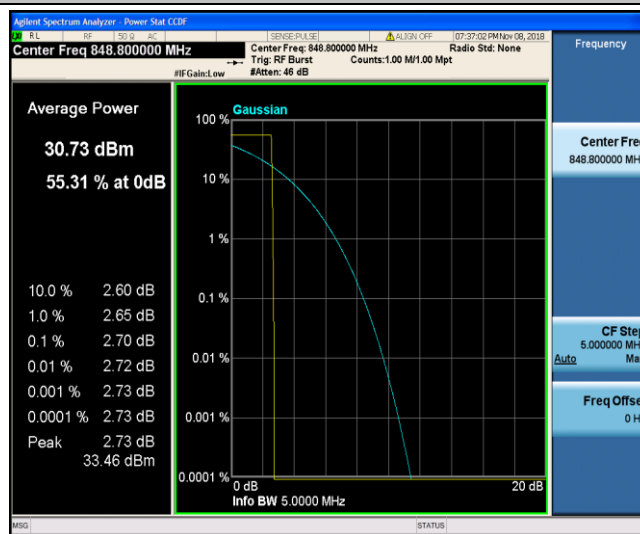 Agilent Spectrum Analyzer - Power Stat CCDF
RL RF 50 Ω AC SENSE:PULSE ALIGN OFF 07:37:02 PM Nov 08, 2018
Center Freq 848.800000 MHz
Center Freq: 848.800000 MHz Radio Std: None
Trig: RF Burst Counts:1.00 M/1.00 Mpt
#IFGain:Low #Atten: 46 dB
Frequency
Average Power
30.73 dBm
55.31 % at 0dB
10.0 % 2.60 dB
1.0 % 2.65 dB
0.1 % 2.70 dB
0.01 % 2.72 dB
0.001 % 2.73 dB
0.0001 % 2.73 dB
Peak 2.73 dB
33.46 dBm
Gaussian
100 %
10 %
1 %
0.1 %
0.01 %
0.001 %
0.0001 %
0 dB 20 dB
Info BW 5.0000 MHz
Center Fre
848.800000 MH
CF Ste
5.000000 MH
Auto Ma
Freq Offse
0 H
MSG STATUS